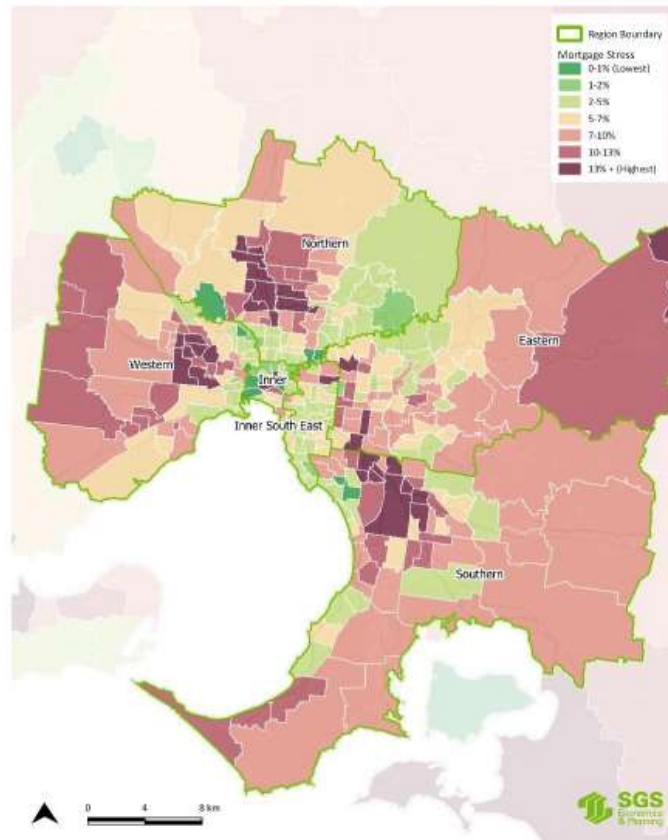 Region Boundary
Mortgage Stress
0-1% (Lowest)
1-2%
2-5%
5-7%
7-10%
10-13%
13% + (Highest)
Northern
Eastern
Western
Inner
Inner South East
Southern
0 4 8 km
SGS
Economics
& Planning